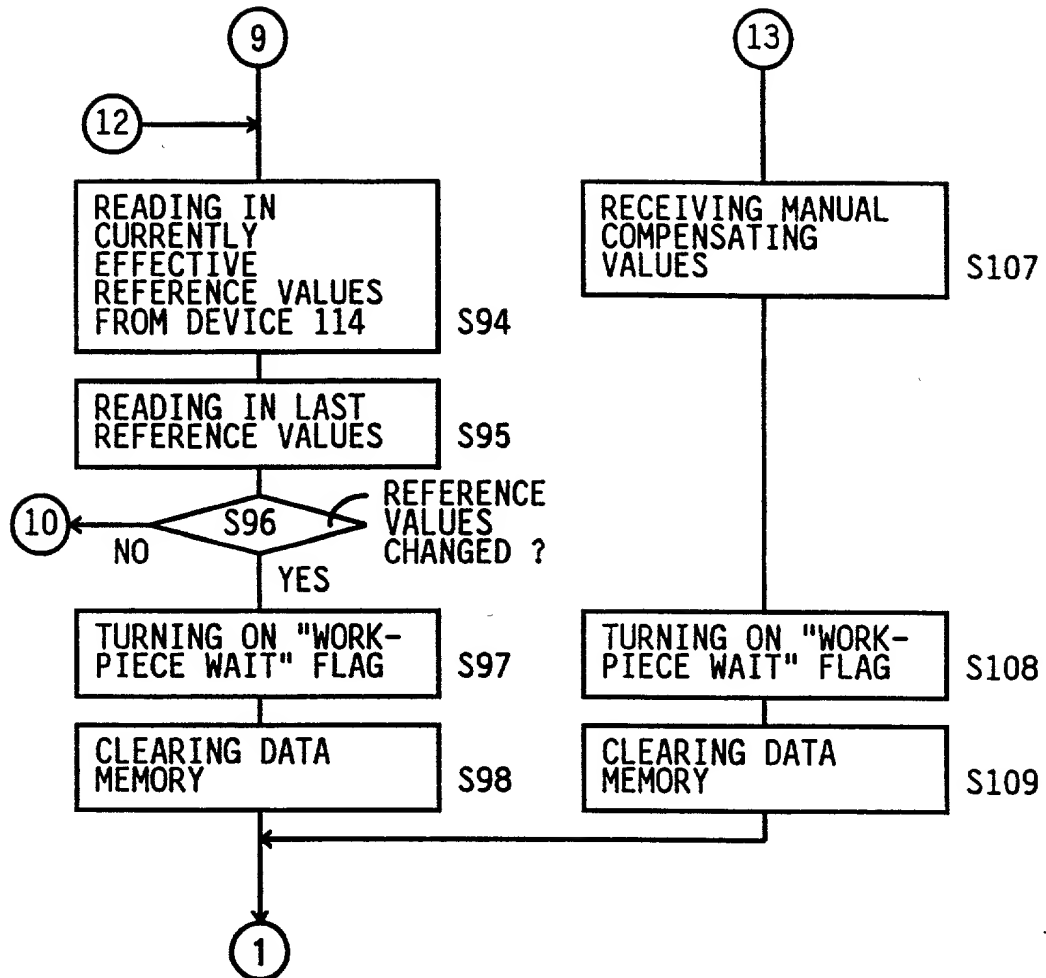 9
13
12
READING IN
CURRENTLY
EFFECTIVE
REFERENCE VALUES
FROM DEVICE 114
S94
RECEIVING MANUAL
COMPENSATING
VALUES
S107
READING IN LAST
REFERENCE VALUES
S95
10
S96
REFERENCE
VALUES
CHANGED ?
NO
YES
TURNING ON "WORK-
PIECE WAIT" FLAG
S97
TURNING ON "WORK-
PIECE WAIT" FLAG
S108
CLEARING DATA
MEMORY
S98
CLEARING DATA
MEMORY
S109
1